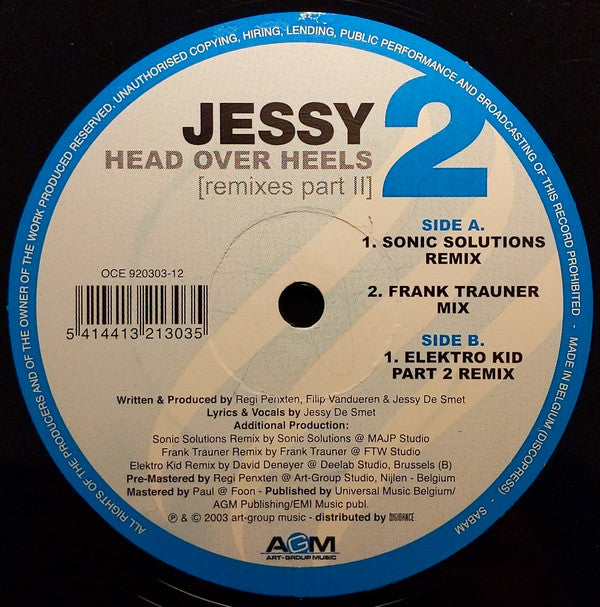 ALL RIGHTS OF THE PRODUCERS AND OF THE OWNER OF THE WORK PRODUCED RESERVED, UNAUTHORISED COPYING, HIRING, LENDING, PUBLIC PERFORMANCE AND BROADCASTING OF THIS RECORD PROHIBITED - MADE IN BELGIUM (DISCOPRESS) - SABAM
JESSY 2
HEAD OVER HEELS
[remixes part II]
SIDE A.
1. SONIC SOLUTIONS
REMIX
2. FRANK TRAUNER
MIX
SIDE B.
1. ELEKTRO KID
PART 2 REMIX
OCE 920303-12
5 414413 213035
Written & Produced by Regi Penxten, Filip Vandueren & Jessy De Smet
Lyrics & Vocals by Jessy De Smet
Additional Production:
Sonic Solutions Remix by Sonic Solutions @ MAJP Studio
Frank Trauner Remix by Frank Trauner @ FTW Studio
Elektro Kid Remix by David Deneyer @ Deelab Studio, Brussels (B)
Pre-Mastered by Regi Penxten @ Art-Group Studio, Nijlen - Belgium
Mastered by Paul @ Foon - Published by Universal Music Belgium/
AGM Publishing/EMI Music publ.
℗ & © 2003 art-group music - distributed by DIGIDANCE
AGM
ART-GROUP MUSIC